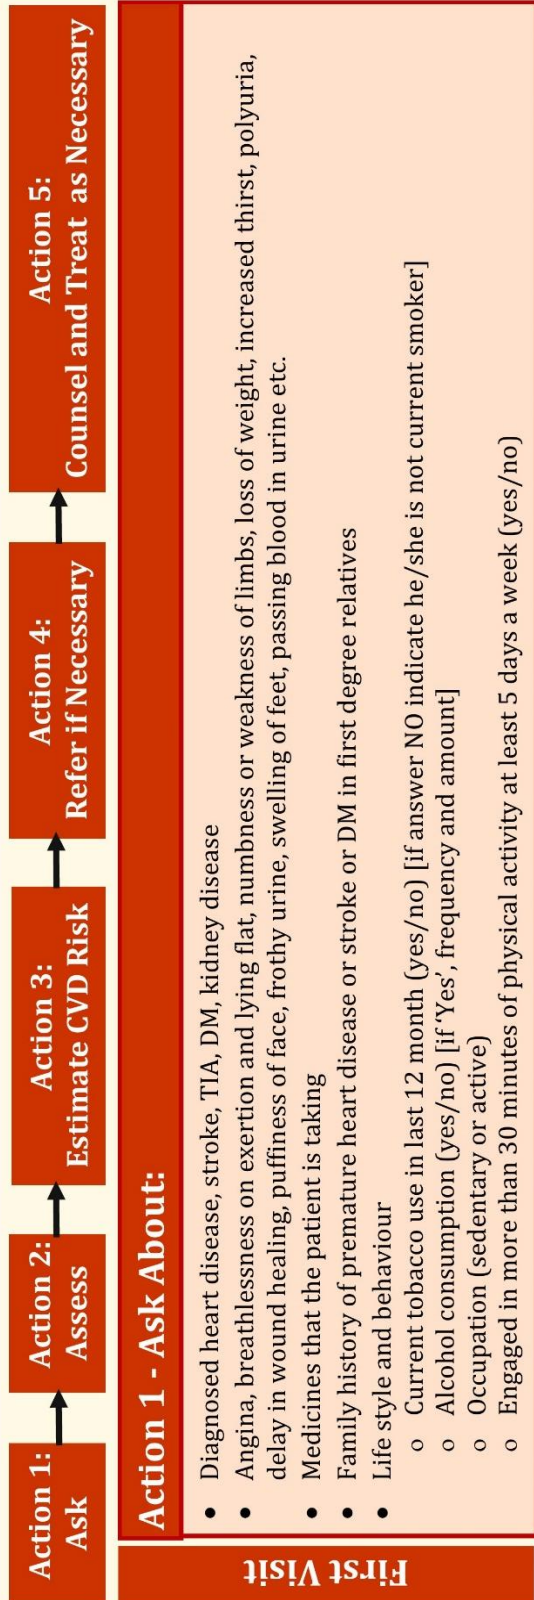 Action 1:
Ask
Action 2:
Assess
Action 3:
Estimate CVD Risk
Action 4:
Refer if Necessary
Action 5:
Counsel and Treat as Necessary
First Visit
Action 1 - Ask About:
• Diagnosed heart disease, stroke, TIA, DM, kidney disease
• Angina, breathlessness on exertion and lying flat, numbness or weakness of limbs, loss of weight, increased thirst, polyuria,
delay in wound healing, puffiness of face, frothy urine, swelling of feet, passing blood in urine etc.
• Medicines that the patient is taking
• Family history of premature heart disease or stroke or DM in first degree relatives
• Life style and behaviour
o Current tobacco use in last 12 month (yes/no) [if answer NO indicate he/she is not current smoker]
o Alcohol consumption (yes/no) [if ‘Yes’, frequency and amount]
o Occupation (sedentary or active)
o Engaged in more than 30 minutes of physical activity at least 5 days a week (yes/no)